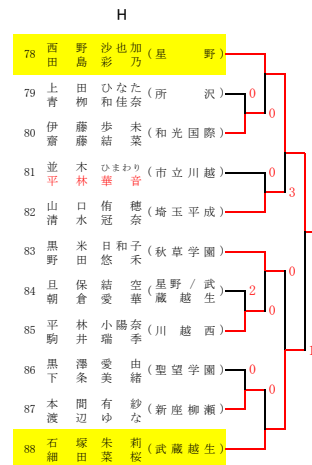 H
78 西野 沙也加 (星野)
田島 彩乃
79 上田 ひなた (所沢)
青栁 和佳奈
0
80 伊藤 歩未 (和光国際)
齋藤 結菜
0
81 並木 ひまわり (市立川越)
平林 華音
0
82 山口 侑穂 (埼玉平成)
清水 冠奈
3
83 黒米 日和子 (秋草学園)
野田 悠禾
84 旦保 結空 (星野/武蔵越生)
朝倉 愛華
2
85 平林 小陽奈 (川越西)
駒井 瑞季
0
86 黒澤 愛由 (聖望学園)
下条 美緒
0
87 本間 有紗 (新座柳瀬)
渡辺 ゆな
0
88 石塚 朱莉 (武蔵越生)
細田 菜桜
1